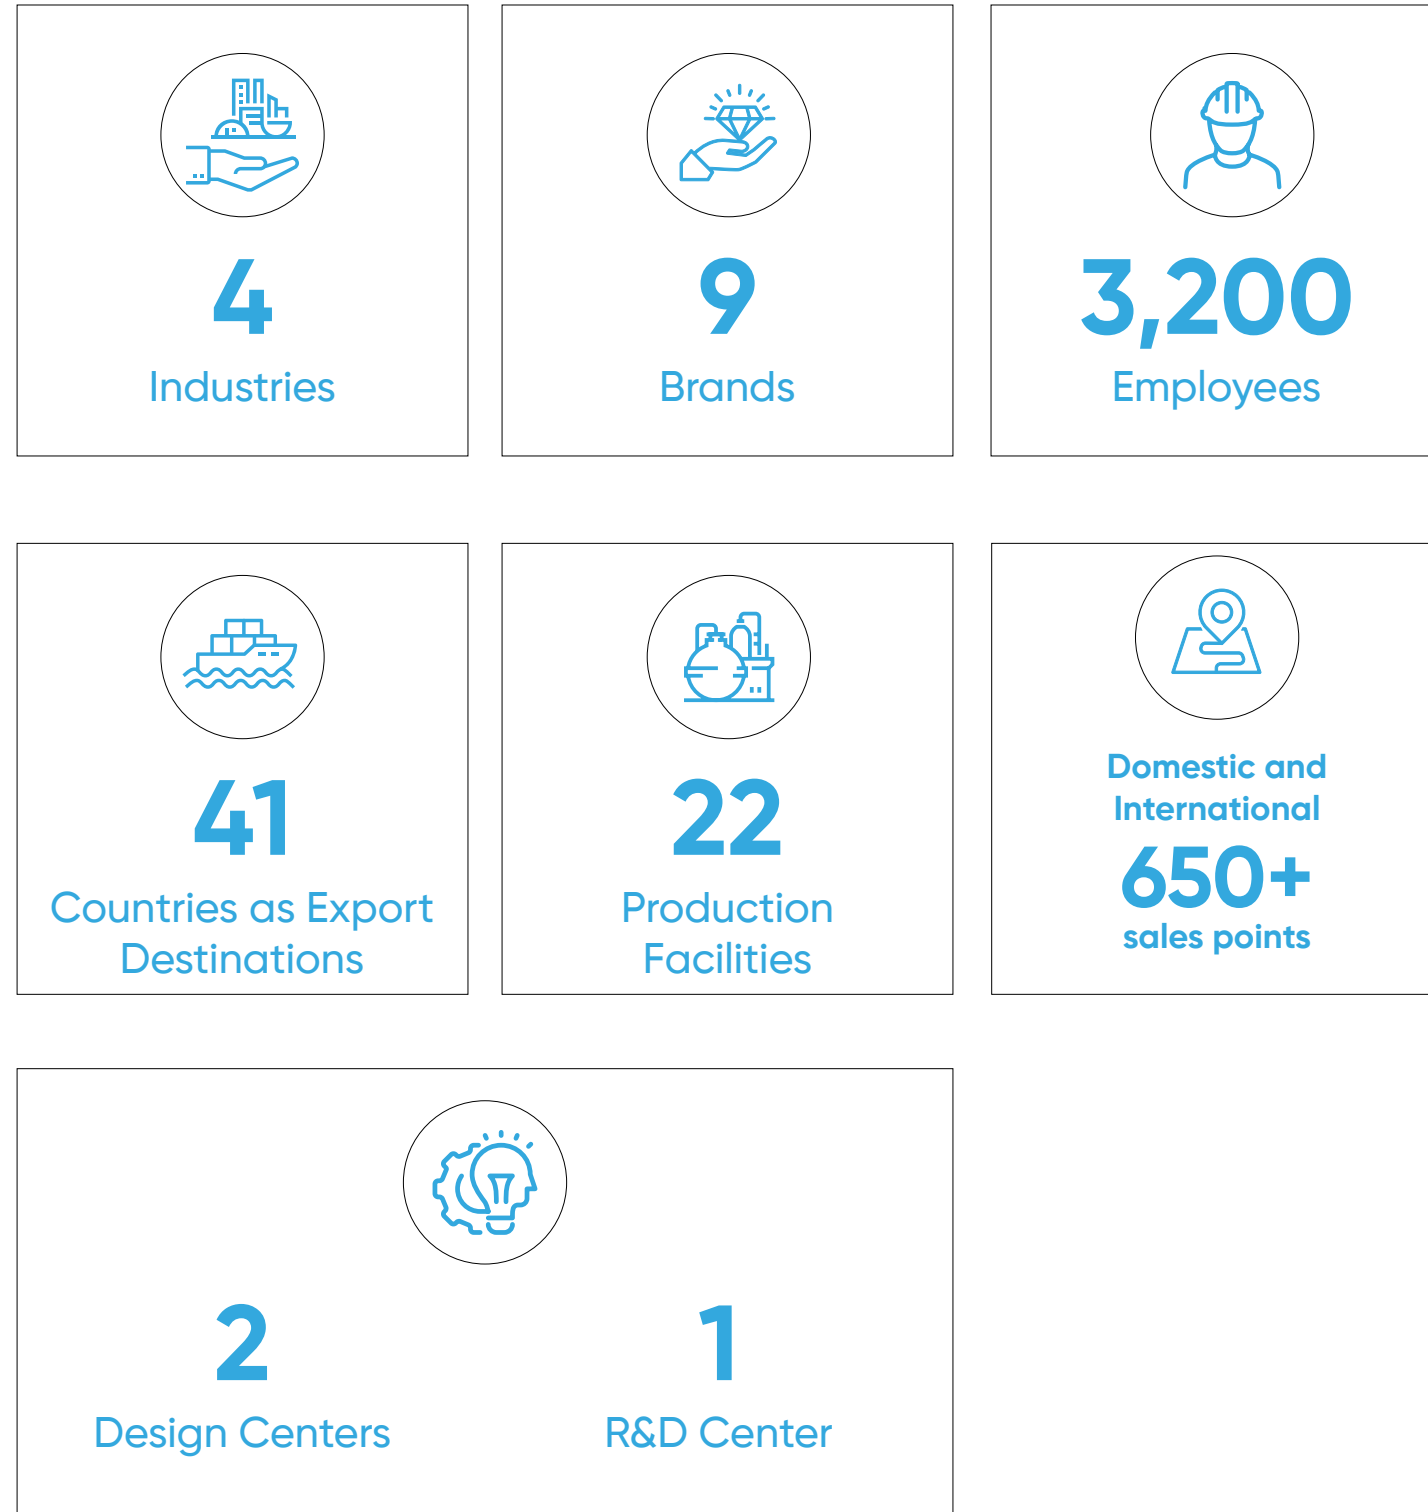 4
Industries
9
Brands
3,200
Employees
41
Countries as Export
Destinations
22
Production
Facilities
Domestic and
International
650+
sales points
2
Design Centers
1
R&D Center